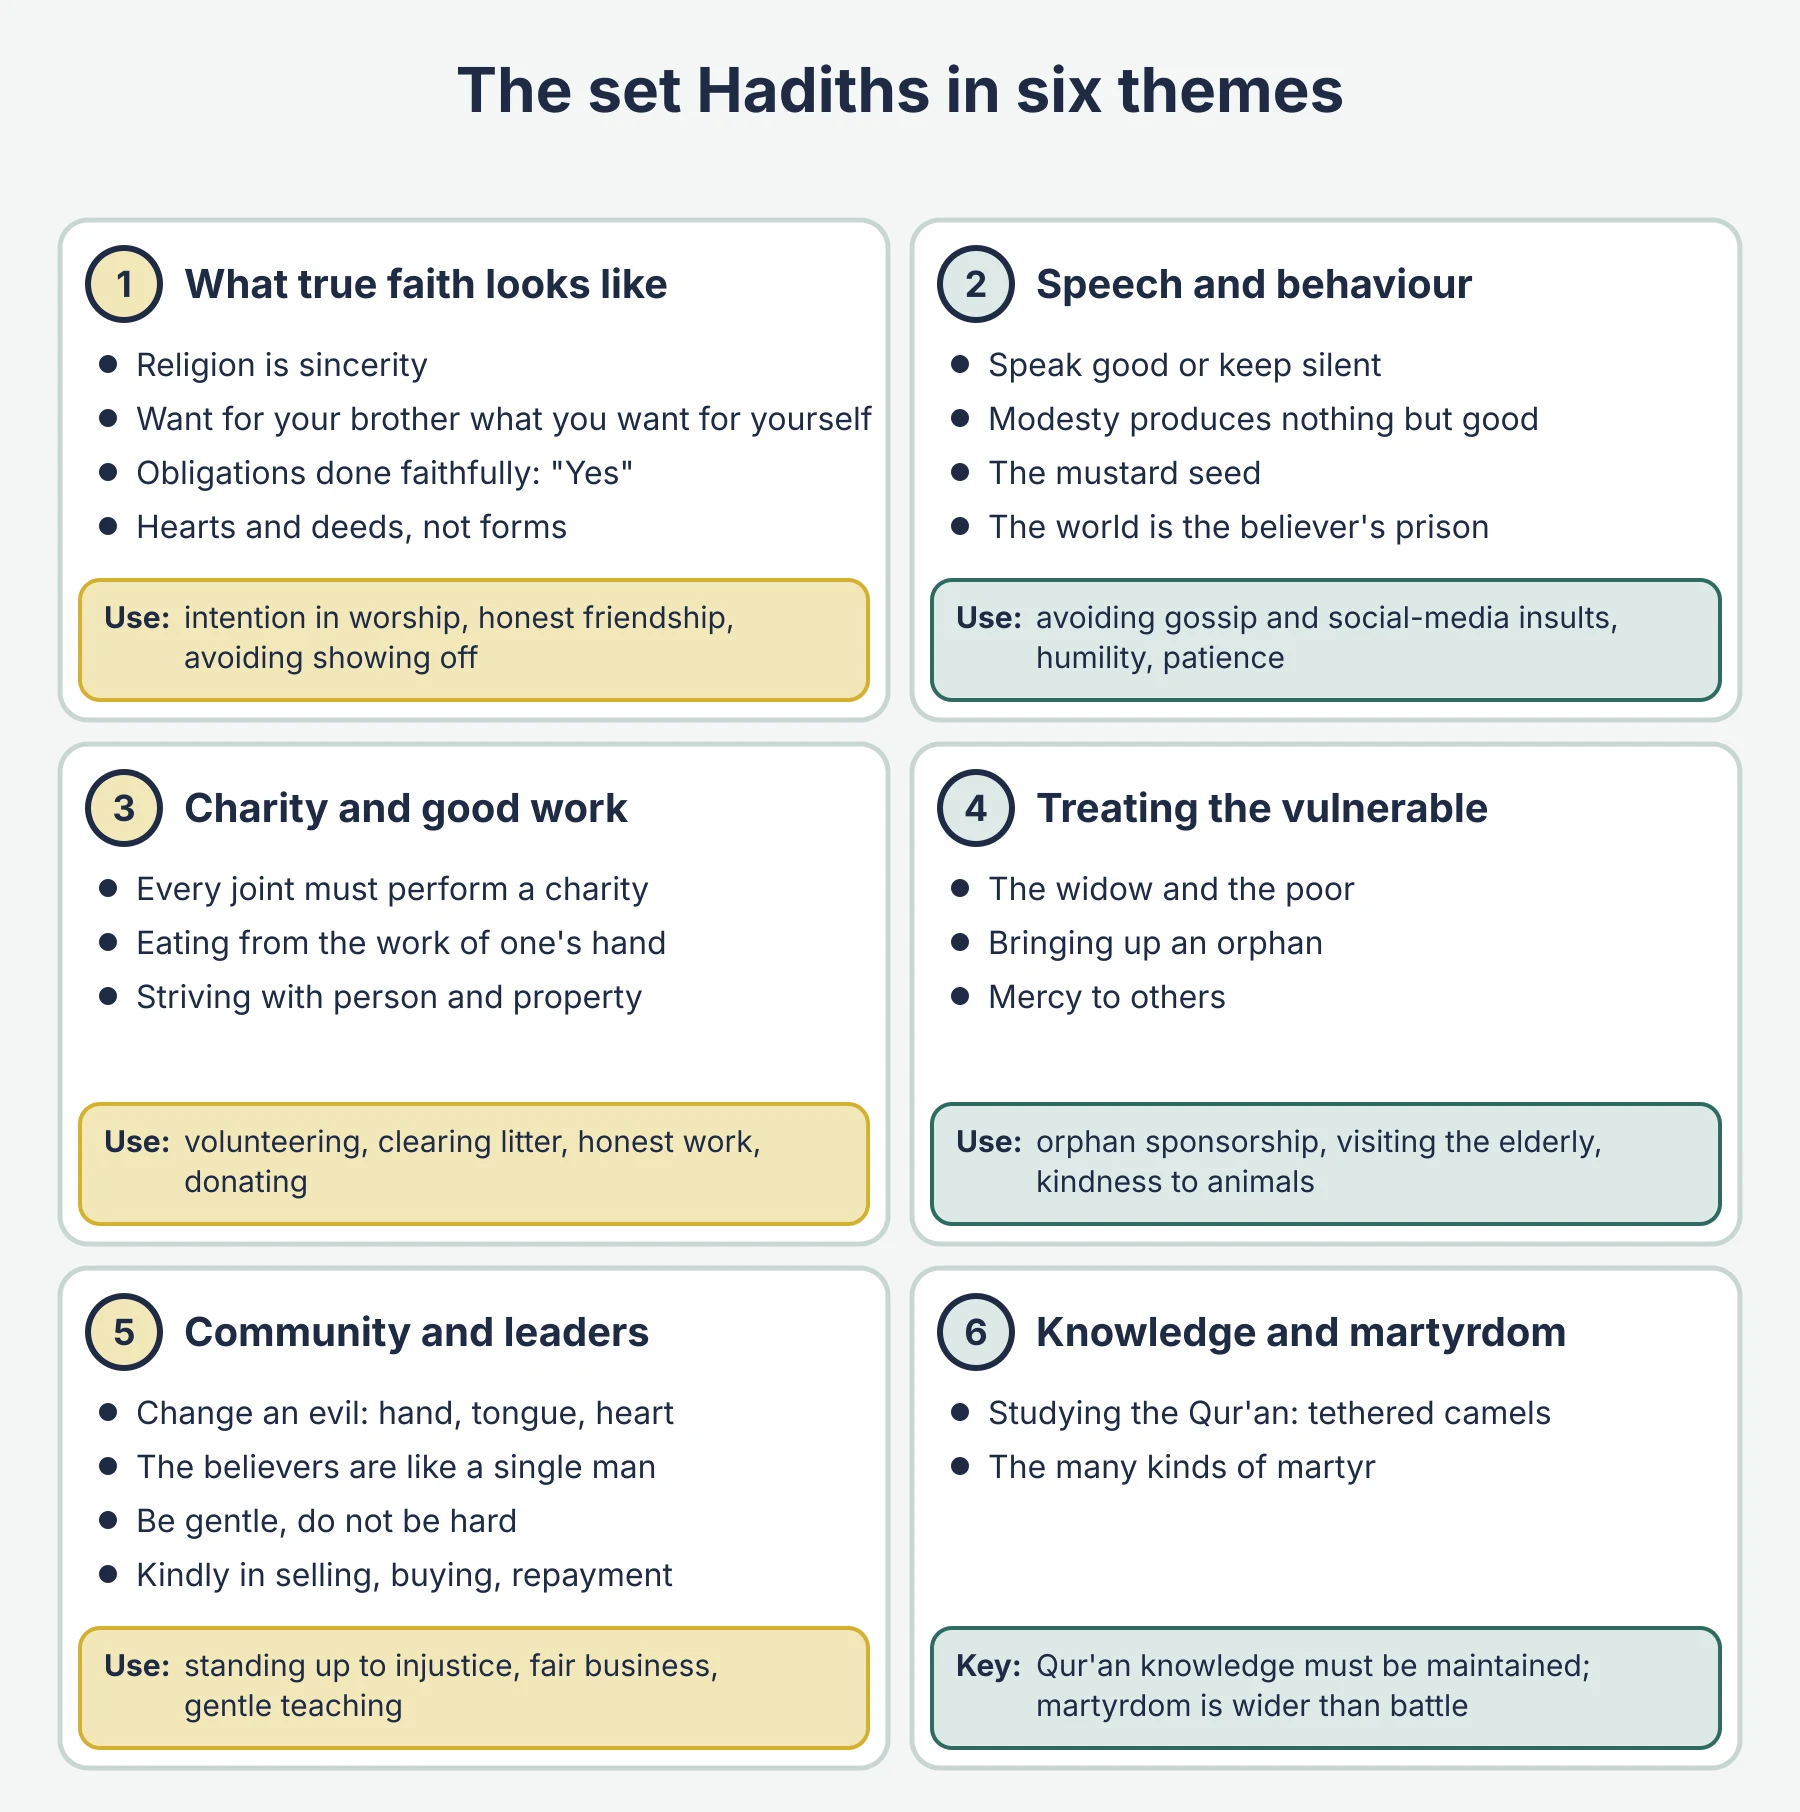 The set Hadiths in six themes
1 What true faith looks like
Religion is sincerity
Want for your brother what you want for yourself
Obligations done faithfully: "Yes"
Hearts and deeds, not forms
Use: intention in worship, honest friendship,
avoiding showing off
2 Speech and behaviour
Speak good or keep silent
Modesty produces nothing but good
The mustard seed
The world is the believer's prison
Use: avoiding gossip and social-media insults,
humility, patience
3 Charity and good work
Every joint must perform a charity
Eating from the work of one's hand
Striving with person and property
Use: volunteering, clearing litter, honest work,
donating
4 Treating the vulnerable
The widow and the poor
Bringing up an orphan
Mercy to others
Use: orphan sponsorship, visiting the elderly,
kindness to animals
5 Community and leaders
Change an evil: hand, tongue, heart
The believers are like a single man
Be gentle, do not be hard
Kindly in selling, buying, repayment
Use: standing up to injustice, fair business,
gentle teaching
6 Knowledge and martyrdom
Studying the Qur'an: tethered camels
The many kinds of martyr
Key: Qur'an knowledge must be maintained;
martyrdom is wider than battle